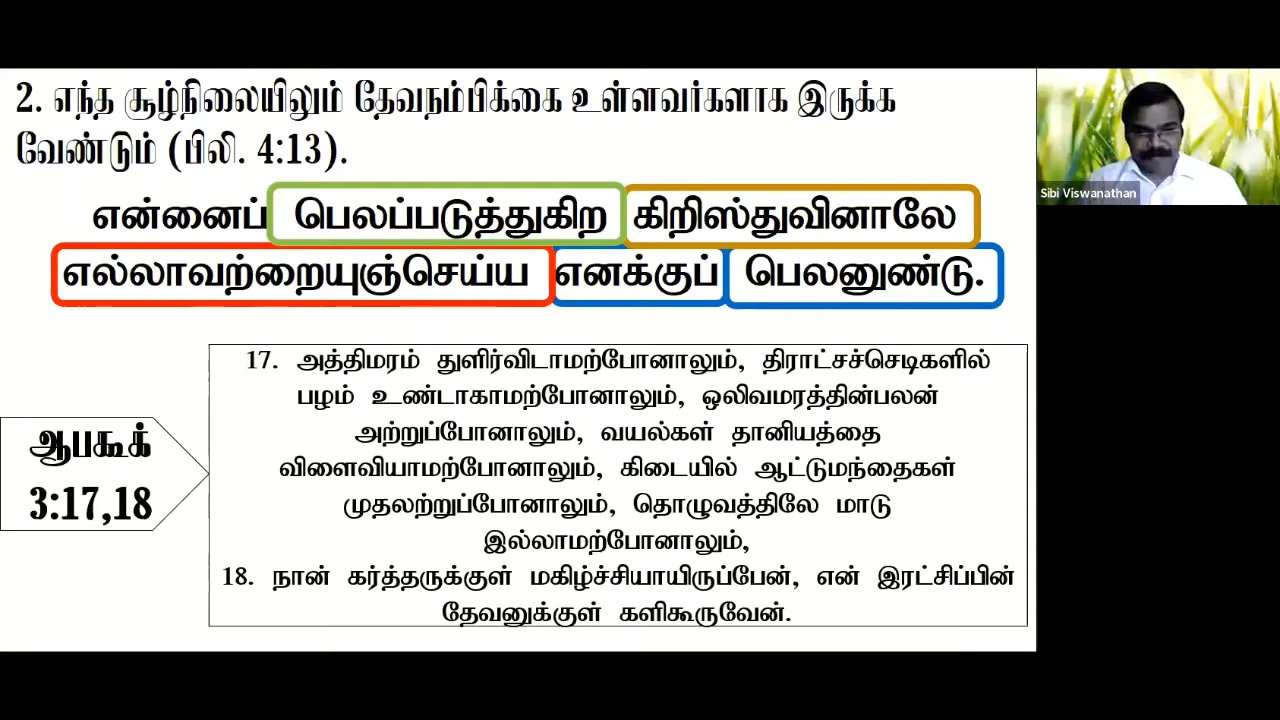 2. எந்த சூழ்நிலையிலும் தேவநம்பிக்கை உள்ளவர்களாக இருக்க
வேண்டும் (பிலி. 4:13).
என்னைப் பெலப்படுத்துகிற கிறிஸ்துவினாலே
எல்லாவற்றையுஞ்செய்ய எனக்குப் பெலனுண்டு.
ஆபகூக்
3:17,18
17. அத்திமரம் துளிர்விடாமற்போனாலும், திராட்சச்செடிகளில்
பழம் உண்டாகாமற்போனாலும், ஒலிவமரத்தின்பலன்
அற்றுப்போனாலும், வயல்கள் தானியத்தை
விளைவியாமற்போனாலும், கிடையில் ஆட்டுமந்தைகள்
முதலற்றுப்போனாலும், தொழுவத்திலே மாடு
இல்லாமற்போனாலும்,
18. நான் கர்த்தருக்குள் மகிழ்ச்சியாயிருப்பேன், என் இரட்சிப்பின்
தேவனுக்குள் களிகூருவேன்.
Sibi Viswanathan